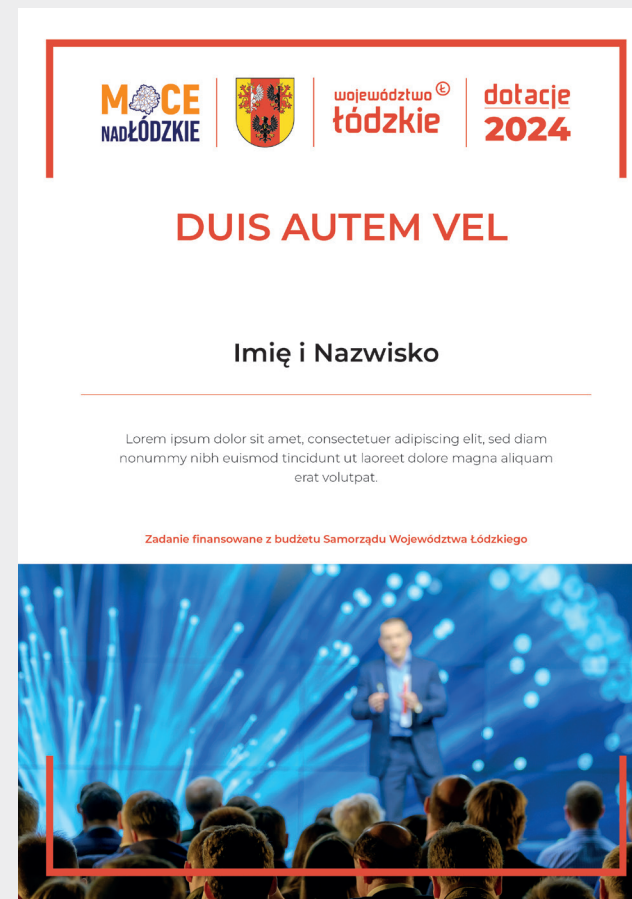 MOCE
NADŁÓDZKIE
województwo Ł
łódzkie
dotacje
2024
DUIS AUTEM VEL
Imię i Nazwisko
Lorem ipsum dolor sit amet, consectetuer adipiscing elit, sed diam
nonummy nibh euismod tincidunt ut laoreet dolore magna aliquam
erat volutpat.
Zadanie finansowane z budżetu Samorządu Województwa Łódzkiego